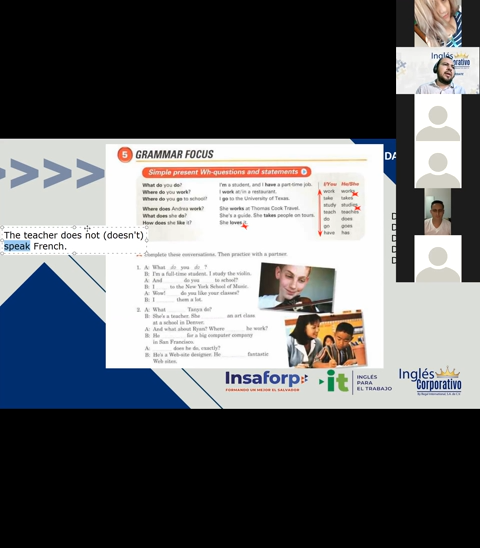 Inglés
Corporativo
DA
5 GRAMMAR FOCUS
Simple present Wh-questions and statements
What do you do? I'm a student, and I have a part-time job. I/You He/She
Where do you work? I work at/in a restaurant. work works
Where do you go to school? I go to the University of Texas. take takes
study studies
Where does Andrea work? She works at Thomas Cook Travel. teach teaches
What does she do? She's a guide. She takes people on tours. do does
How does she like it? She loves it. go goes
have has
The teacher does not (doesn't)
speak French.
A. Complete these conversations. Then practice with a partner.
1. A: What do you do ?
B: I'm a full-time student. I study the violin.
A: And do you to school?
B: I to the New York School of Music.
A: Wow! do you like your classes?
B: I them a lot.
2. A: What Tanya do?
B: She's a teacher. She an art class
at a school in Denver.
A: And what about Ryan? Where he work?
B: He for a big computer company
in San Francisco.
A: does he do, exactly?
B: He's a Web-site designer. He fantastic
Web sites.
Insaforp
FORMANDO UN MEJOR EL SALVADOR
it
INGLÉS
PARA
EL TRABAJO
Inglés
Corporativo